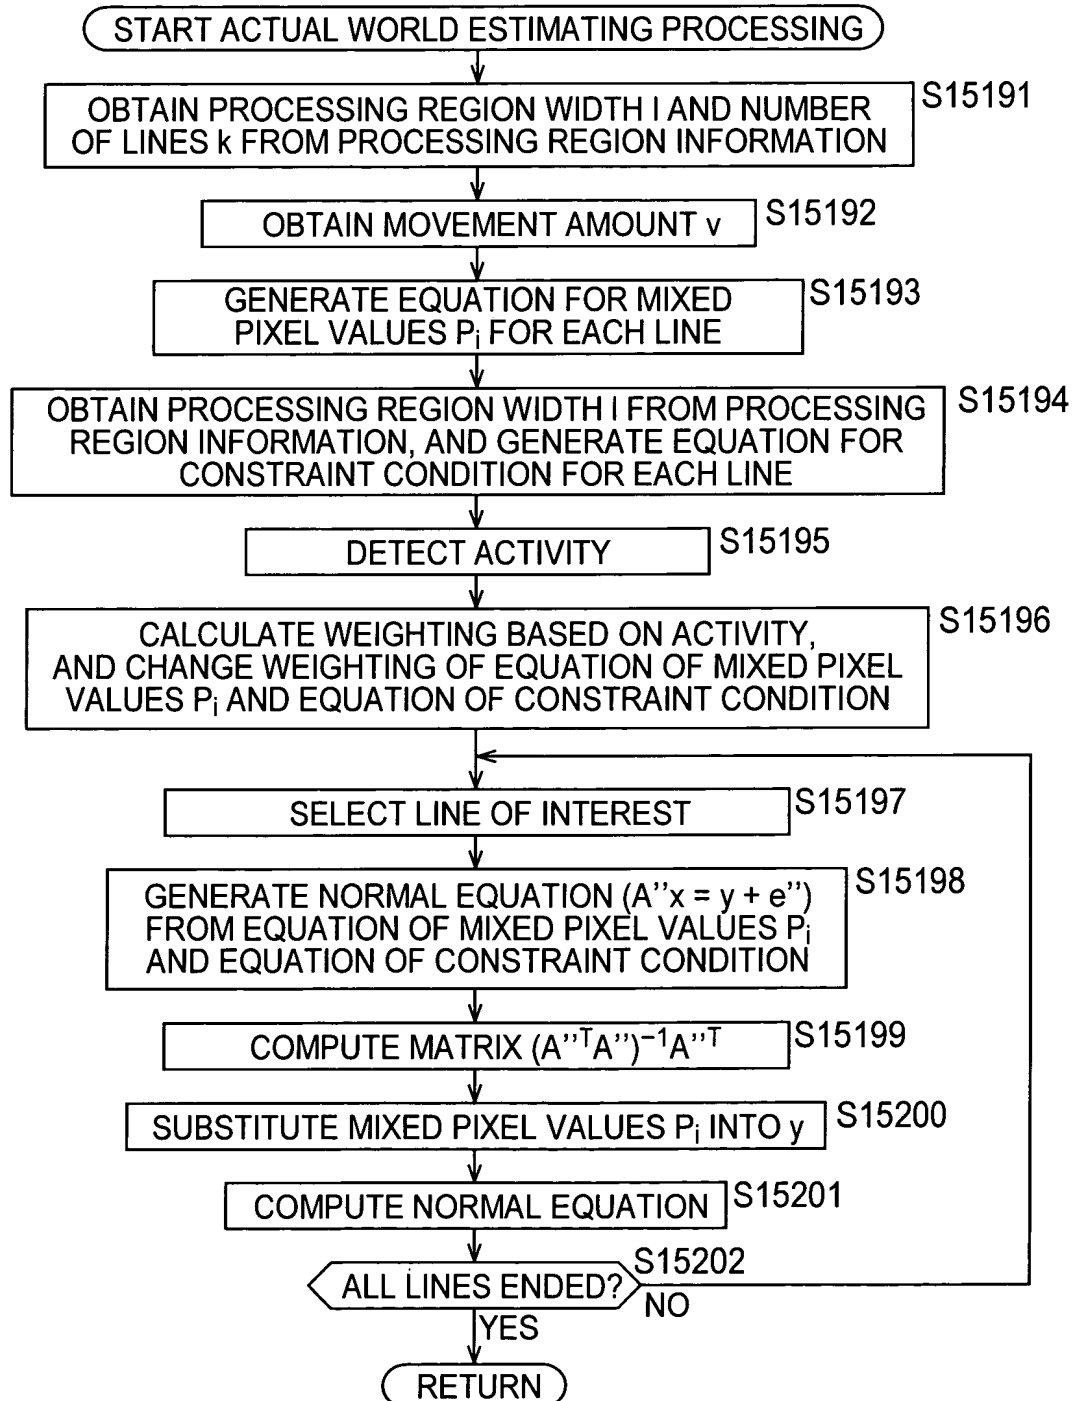 START ACTUAL WORLD ESTIMATING PROCESSING
S15191
OBTAIN PROCESSING REGION WIDTH l AND NUMBER
OF LINES k FROM PROCESSING REGION INFORMATION
S15192
OBTAIN MOVEMENT AMOUNT v
S15193
GENERATE EQUATION FOR MIXED
PIXEL VALUES Pi FOR EACH LINE
S15194
OBTAIN PROCESSING REGION WIDTH l FROM PROCESSING
REGION INFORMATION, AND GENERATE EQUATION FOR
CONSTRAINT CONDITION FOR EACH LINE
S15195
DETECT ACTIVITY
S15196
CALCULATE WEIGHTING BASED ON ACTIVITY,
AND CHANGE WEIGHTING OF EQUATION OF MIXED PIXEL
VALUES Pi AND EQUATION OF CONSTRAINT CONDITION
S15197
SELECT LINE OF INTEREST
S15198
GENERATE NORMAL EQUATION (A''x = y + e'')
FROM EQUATION OF MIXED PIXEL VALUES Pi
AND EQUATION OF CONSTRAINT CONDITION
S15199
COMPUTE MATRIX (A''ᵀA'')⁻¹A''ᵀ
S15200
SUBSTITUTE MIXED PIXEL VALUES Pi INTO y
S15201
COMPUTE NORMAL EQUATION
S15202
ALL LINES ENDED?
NO
YES
RETURN